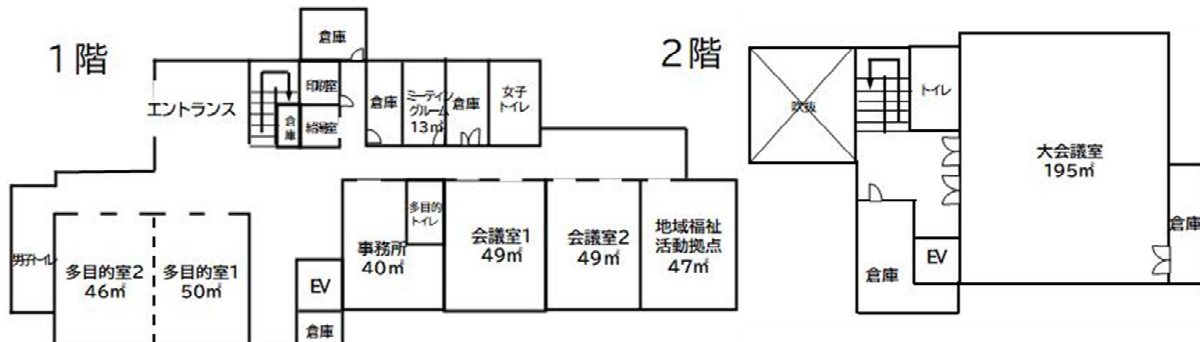 1階
倉庫
エントランス
印刷室
倉庫
給湯室
倉庫
ミーティン
グルーム
13㎡
倉庫
女子
トイレ
男子トイレ
多目的室2
46㎡
多目的室1
50㎡
EV
倉庫
事務所
40㎡
多目的
トイレ
会議室1
49㎡
会議室2
49㎡
地域福祉
活動拠点
47㎡
2階
吹抜
トイレ
大会議室
195㎡
倉庫
EV
倉庫